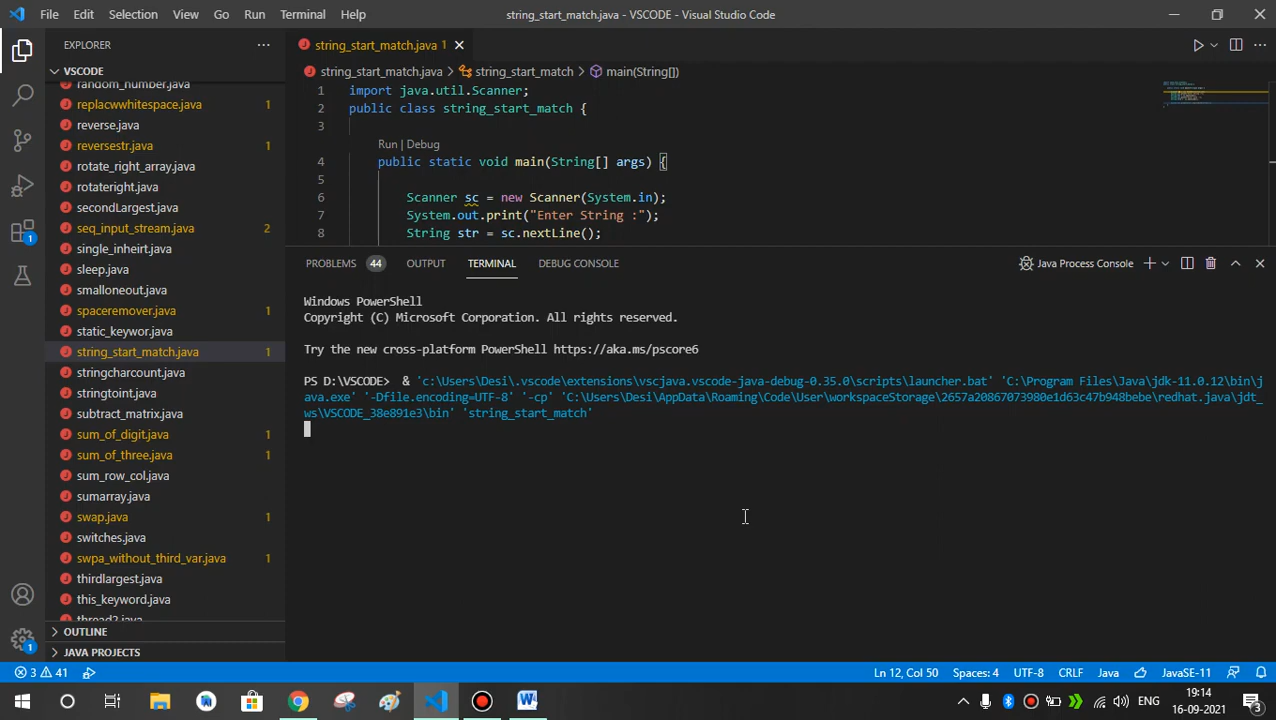 File Edit Selection View Go Run Terminal Help
string_start_match.java - VSCODE - Visual Studio Code
EXPLORER
VSCODE
random_number.java
replacwwhitespace.java 1
reverse.java
reversestr.java 1
rotate_right_array.java
rotateright.java
secondLargest.java
seq_input_stream.java 2
single_inheirt.java
sleep.java
smalloneout.java
spaceremover.java 1
static_keywor.java
string_start_match.java 1
stringcharcount.java
stringtoint.java
subtract_matrix.java
sum_of_digit.java 1
sum_of_three.java 1
sum_row_col.java
sumarray.java
swap.java 1
switches.java
swpa_without_third_var.java 1
thirdlargest.java
this_keyword.java
thread2.java
OUTLINE
JAVA PROJECTS
string_start_match.java 1
string_start_match.java > string_start_match > main(String[])
1 import java.util.Scanner;
2 public class string_start_match {
3
Run | Debug
4 public static void main(String[] args) {
5
6 Scanner sc = new Scanner(System.in);
7 System.out.print("Enter String :");
8 String str = sc.nextLine();
PROBLEMS 44 OUTPUT TERMINAL DEBUG CONSOLE
Java Process Console
Windows PowerShell
Copyright (C) Microsoft Corporation. All rights reserved.
Try the new cross-platform PowerShell https://aka.ms/pscore6
PS D:\VSCODE> & 'c:\Users\Desi\.vscode\extensions\vscjava.vscode-java-debug-0.35.0\scripts\launcher.bat' 'C:\Program Files\Java\jdk-11.0.12\bin\j
ava.exe' '-Dfile.encoding=UTF-8' '-cp' 'C:\Users\Desi\AppData\Roaming\Code\User\workspaceStorage\2657a20867073980e1d63c47b948bebe\redhat.java\jdt_
ws\VSCODE_38e891e3\bin' 'string_start_match'
1
1
3 41
Ln 12, Col 50 Spaces: 4 UTF-8 CRLF Java JavaSE-11
ENG
19:14
16-09-2021
3